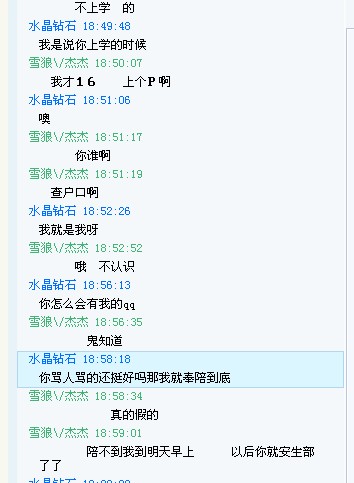 不上学 的
水晶钻石 18:49:48
我是说你上学的时候
雪狼\/杰杰 18:50:07
我才16 上个P啊
水晶钻石 18:51:06
噢
雪狼\/杰杰 18:51:17
你谁啊
雪狼\/杰杰 18:51:19
查户口啊
水晶钻石 18:52:26
我就是我呀
雪狼\/杰杰 18:52:52
哦 不认识
水晶钻石 18:56:13
你怎么会有我的qq
雪狼\/杰杰 18:56:35
鬼知道
水晶钻石 18:58:18
你骂人骂的还挺好吗那我就奉陪到底
雪狼\/杰杰 18:58:34
真的假的
雪狼\/杰杰 18:59:01
陪不到我到明天早上 以后你就安生部
了了